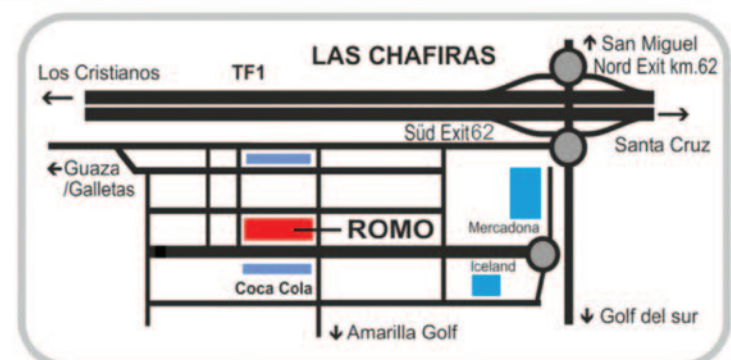 LAS CHAFIRAS
↑ San Miguel
Nord Exit km.62
Los Cristianos
TF1
←
→
Süd Exit62
Santa Cruz
←Guaza
/Galletas
Mercadona
ROMO
Iceland
Coca Cola
↓ Golf del sur
↓ Amarilla Golf